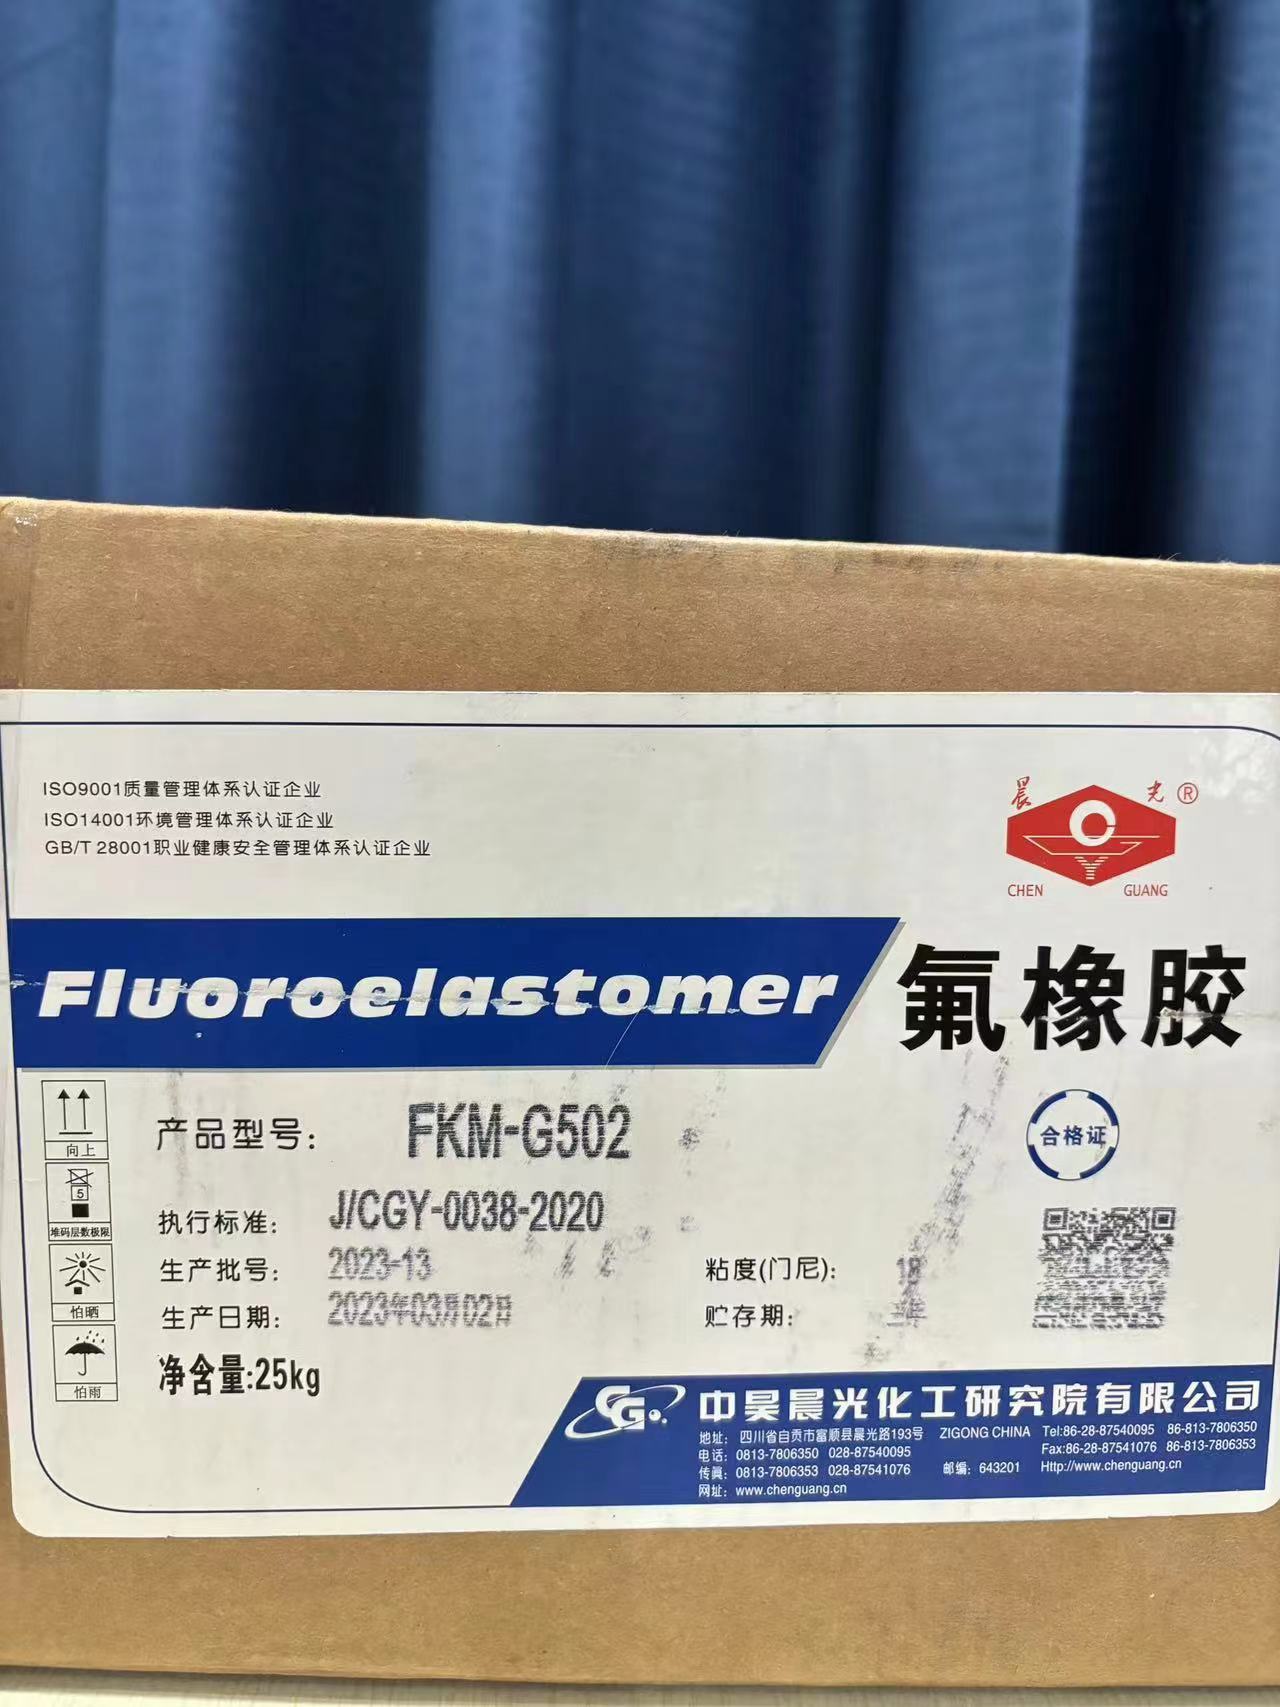 ISO9001质量管理体系认证企业
ISO14001环境管理体系认证企业
GB/T 28001职业健康安全管理体系认证企业
晨 光®
CHEN GUANG
Fluoroelastomer 氟橡胶
向上
5
堆码层数极限
怕晒
怕雨
产品型号: FKM-G502
合格证
执行标准: J/CGY-0038-2020
生产批号: 2023-13
粘度(门尼): 18
生产日期: 2023年03月02日
贮存期:
净含量:25kg
CG
中昊晨光化工研究院有限公司
地址: 四川省自贡市富顺县晨光路193号 ZIGONG CHINA Tel:86-28-87540095 86-813-7806350
电话: 0813-7806350 028-87540095 Fax:86-28-87541076 86-813-7806353
传真: 0813-7806353 028-87541076 邮编: 643201 Http://www.chenguang.cn
网址: www.chenguang.cn